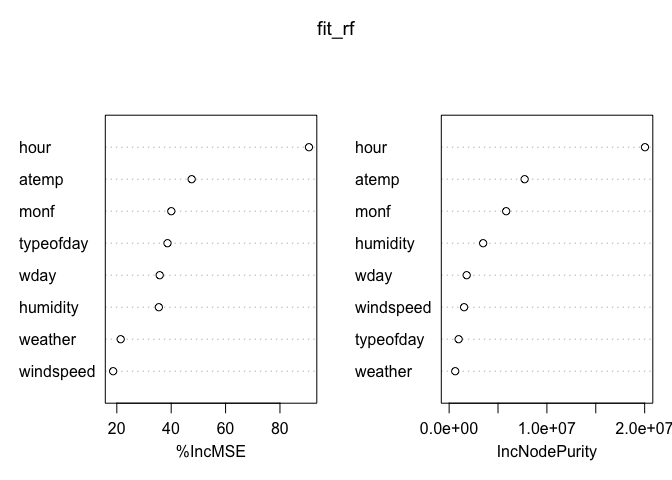 fit_rf
hour
atemp
monf
typeofday
wday
humidity
weather
windspeed
20 40 60 80
%IncMSE
hour
atemp
monf
humidity
wday
windspeed
typeofday
weather
0.0e+00 1.0e+07 2.0e+07
IncNodePurity